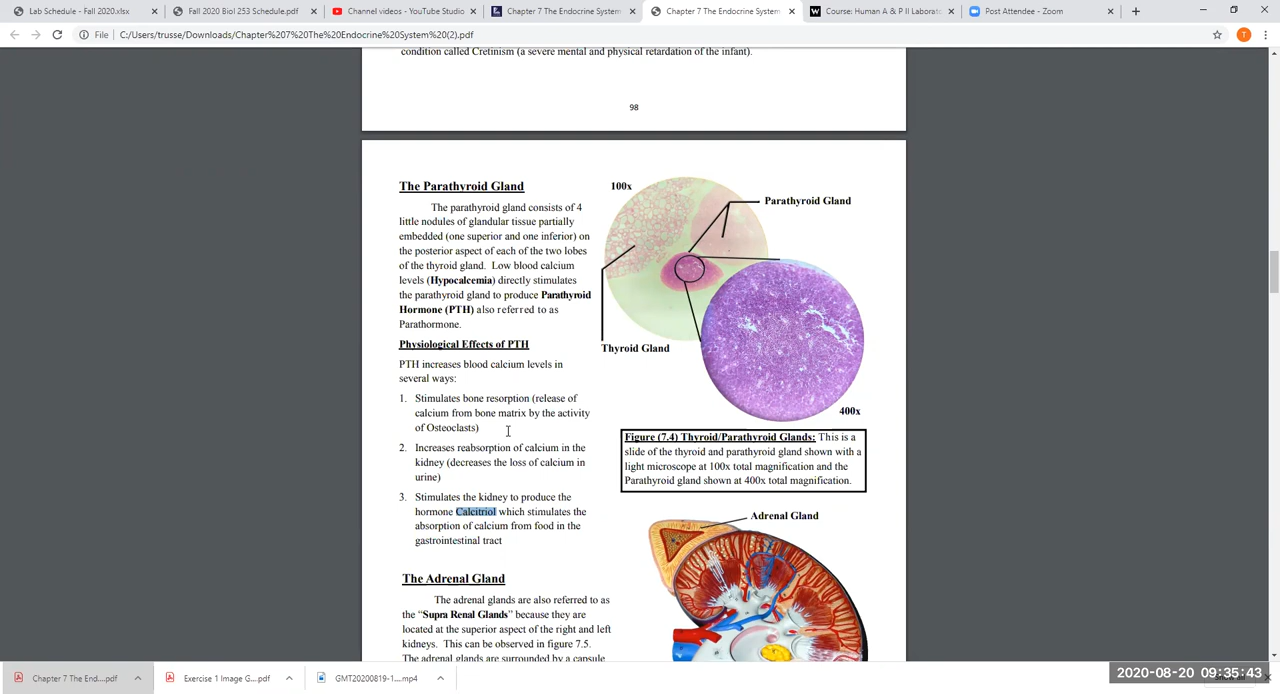 Lab Schedule - Fall 2020.xlsx
Fall 2020 Biol 253 Schedule.pdf
Channel videos - YouTube Studio
Chapter 7 The Endocrine System
Chapter 7 The Endocrine System
Course: Human A & P II Laborat
Post Attendee - Zoom
File
C:/Users/trusse/Downloads/Chapter%207%20The%20Endocrine%20System%20(2).pdf
T
condition called Cretinism (a severe mental and physical retardation of the infant).
98
The Parathyroid Gland
The parathyroid gland consists of 4
little nodules of glandular tissue partially
embedded (one superior and one inferior) on
the posterior aspect of each of the two lobes
of the thyroid gland. Low blood calcium
levels (Hypocalcemia) directly stimulates
the parathyroid gland to produce Parathyroid
Hormone (PTH) also referred to as
Parathormone.
Physiological Effects of PTH
PTH increases blood calcium levels in
several ways:
1. Stimulates bone resorption (release of
calcium from bone matrix by the activity
of Osteoclasts)
2. Increases reabsorption of calcium in the
kidney (decreases the loss of calcium in
urine)
3. Stimulates the kidney to produce the
hormone Calcitriol which stimulates the
absorption of calcium from food in the
gastrointestinal tract
100x
Parathyroid Gland
Thyroid Gland
400x
Figure (7.4) Thyroid/Parathyroid Glands: This is a
slide of the thyroid and parathyroid gland shown with a
light microscope at 100x total magnification and the
Parathyroid gland shown at 400x total magnification.
Adrenal Gland
The Adrenal Gland
The adrenal glands are also referred to as
the “Supra Renal Glands” because they are
located at the superior aspect of the right and left
kidneys. This can be observed in figure 7.5.
The adrenal glands are surrounded by a capsule
Chapter 7 The End....pdf
Exercise 1 Image G...pdf
GMT20200819-1....mp4
2020-08-20 09:35:43